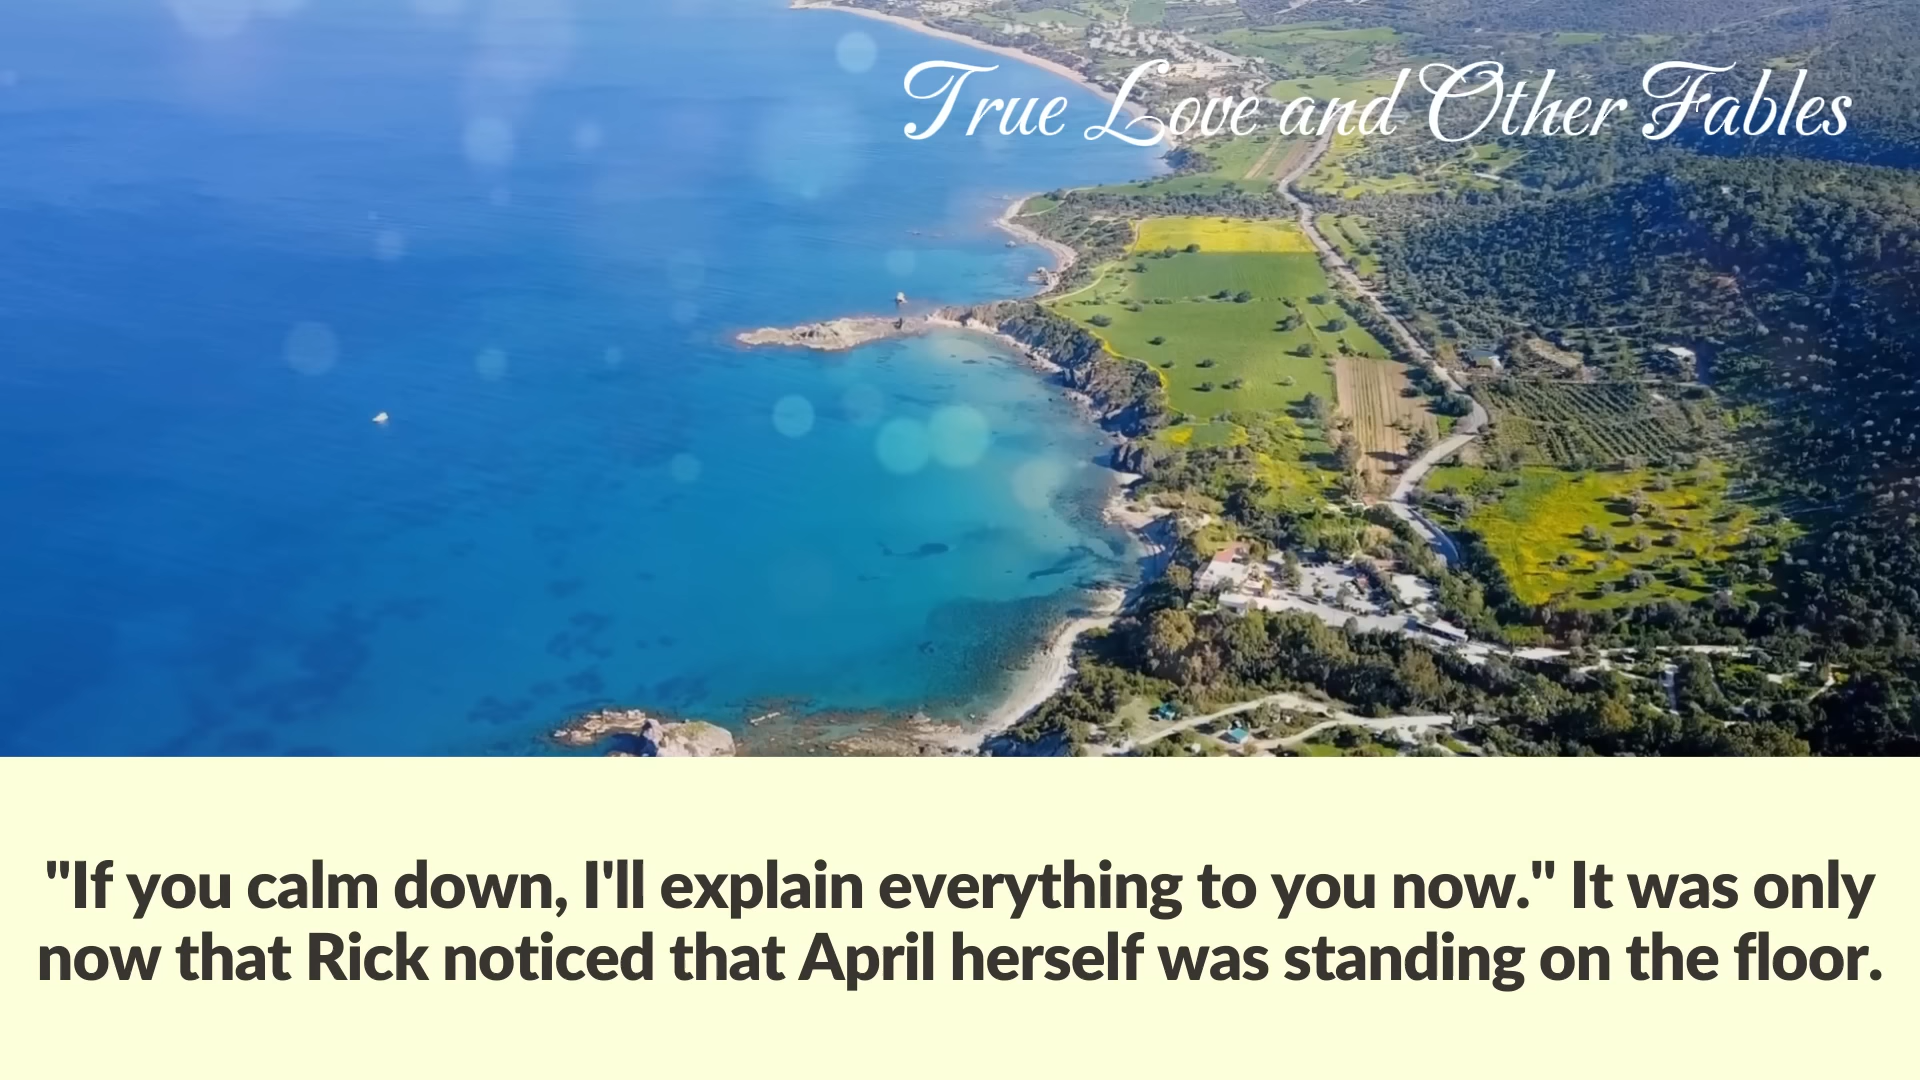 True Love and Other Fables
"If you calm down, I'll explain everything to you now." It was only
now that Rick noticed that April herself was standing on the floor.